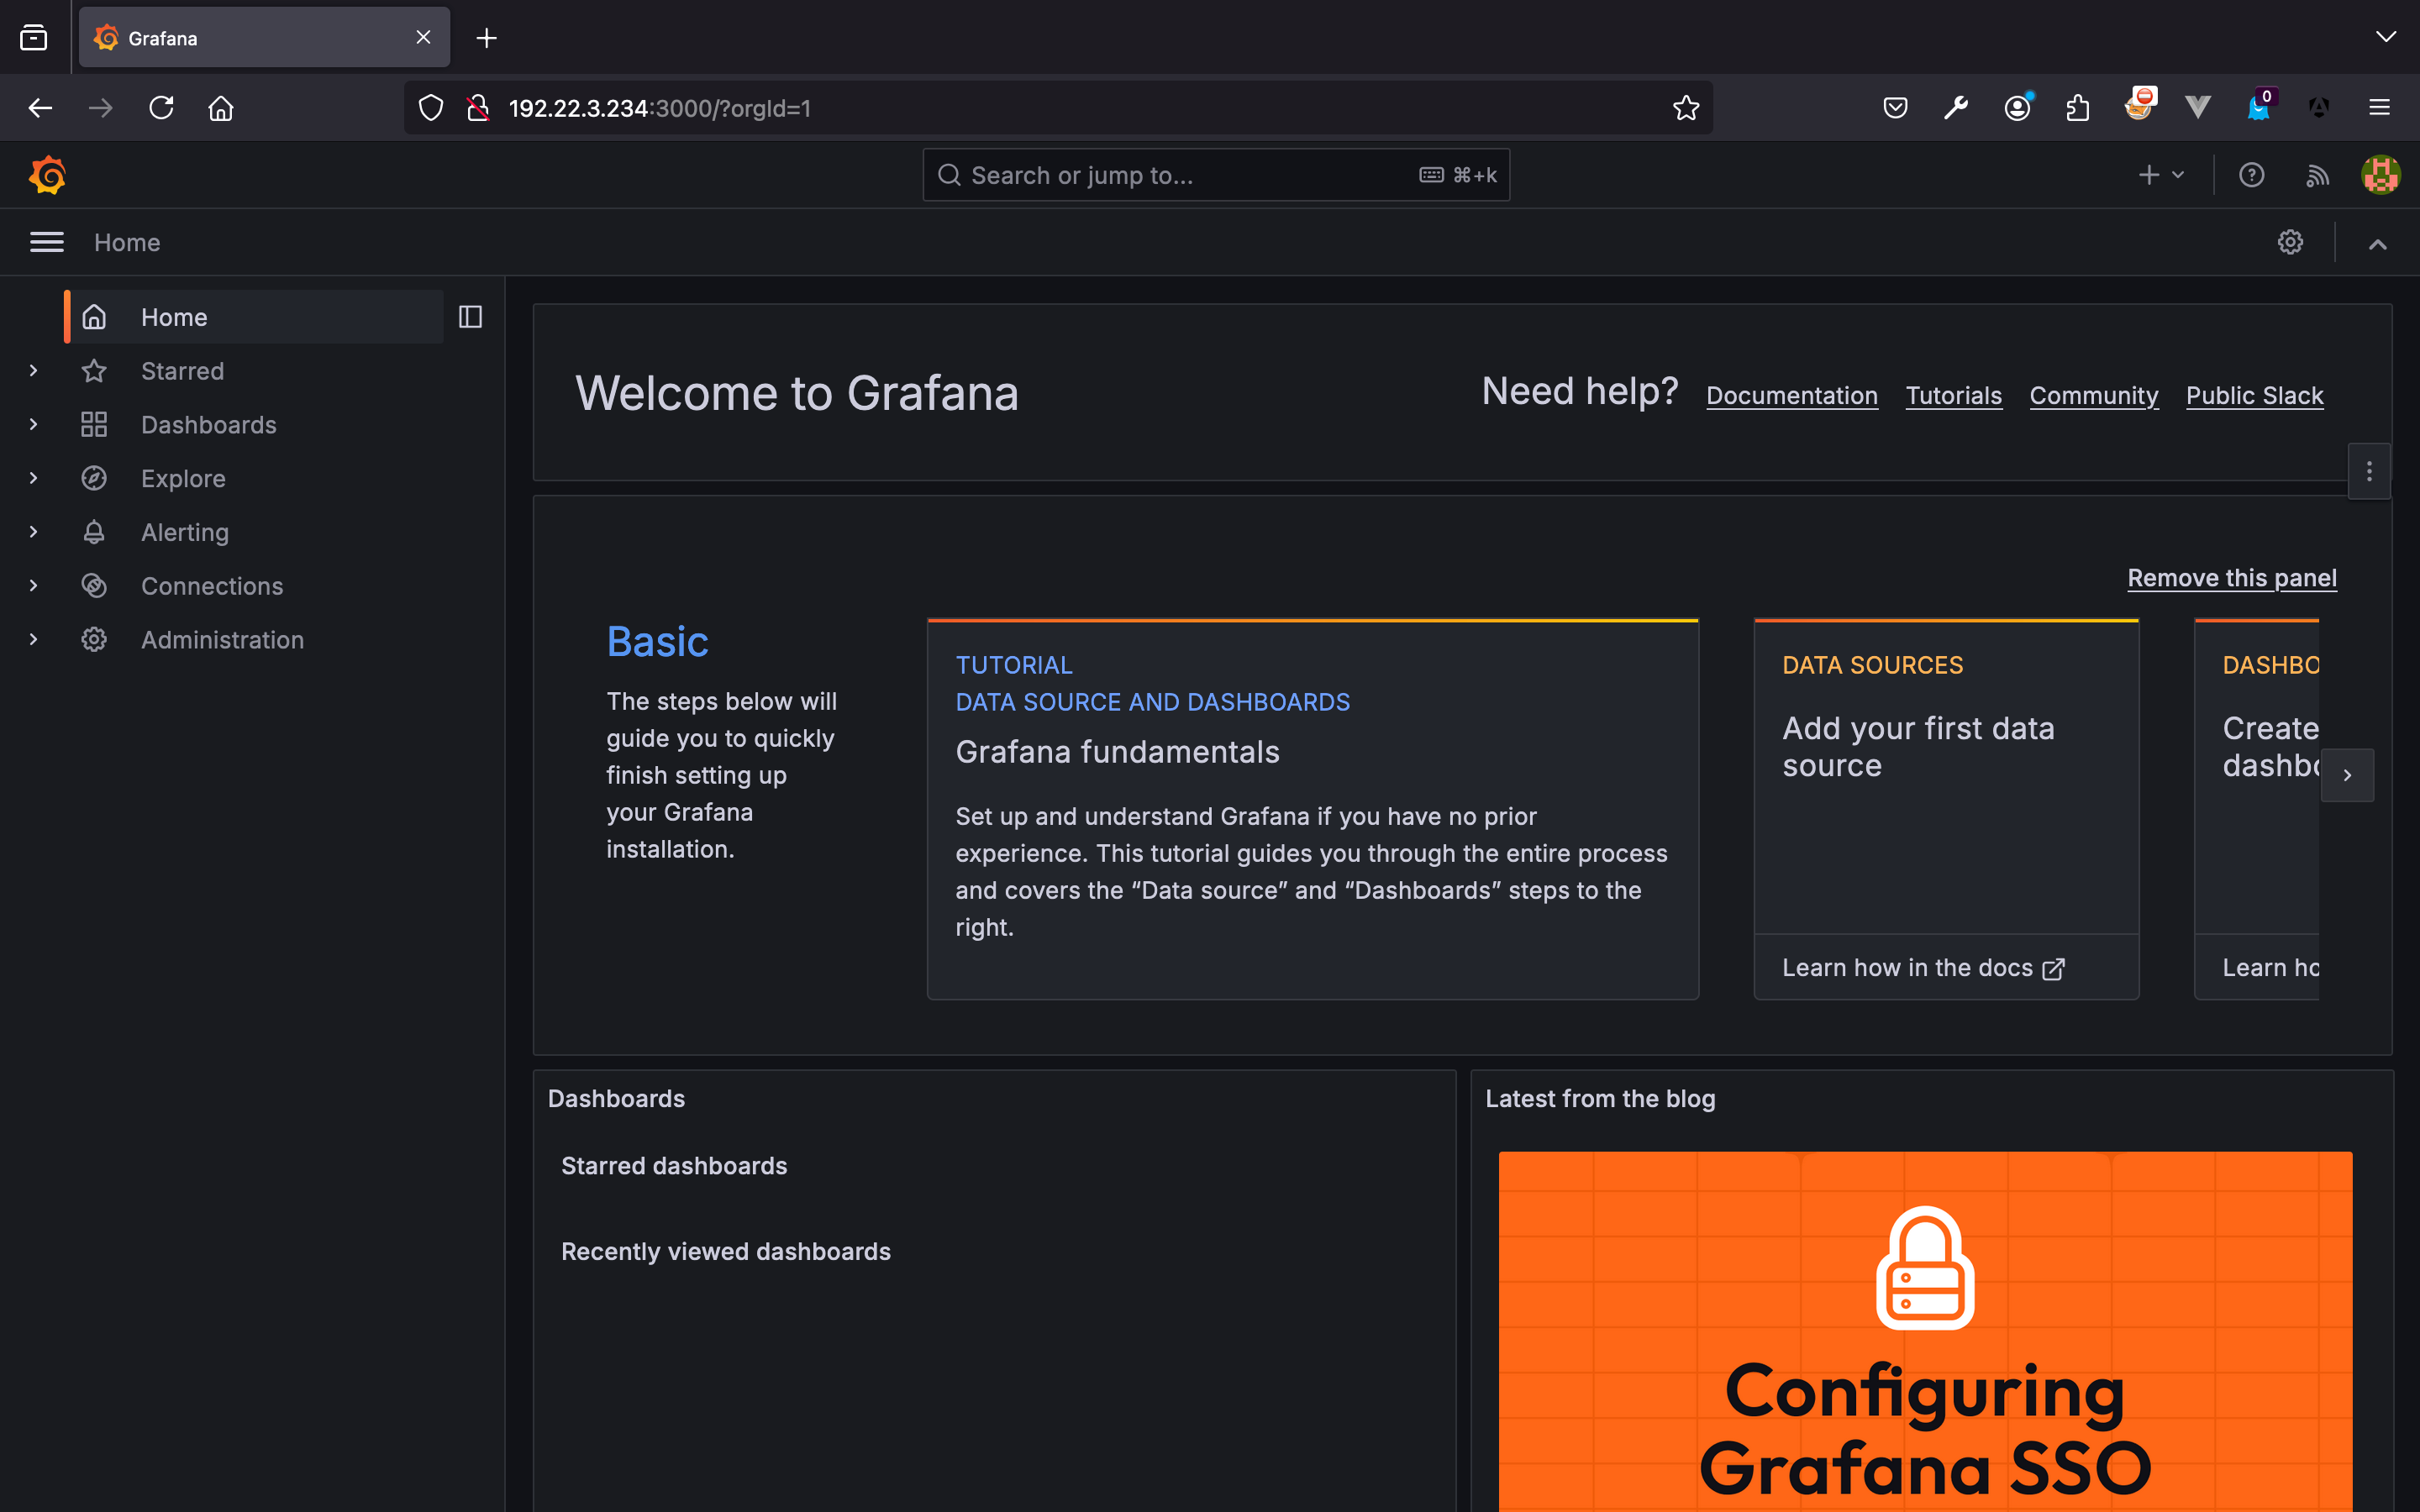 Grafana
192.22.3.234:3000/?orgId=1
0
Search or jump to...
⌘+k
Home
Home
Starred
Dashboards
Explore
Alerting
Connections
Administration
Welcome to Grafana
Need help?
Documentation
Tutorials
Community
Public Slack
Remove this panel
Basic
The steps below will
guide you to quickly
finish setting up
your Grafana
installation.
TUTORIAL
DATA SOURCE AND DASHBOARDS
Grafana fundamentals
Set up and understand Grafana if you have no prior
experience. This tutorial guides you through the entire process
and covers the “Data source” and “Dashboards” steps to the
right.
DATA SOURCES
Add your first data
source
Learn how in the docs
DASHBO
Create
dashbo
Learn ho
Dashboards
Starred dashboards
Recently viewed dashboards
Latest from the blog
Configuring
Grafana SSO